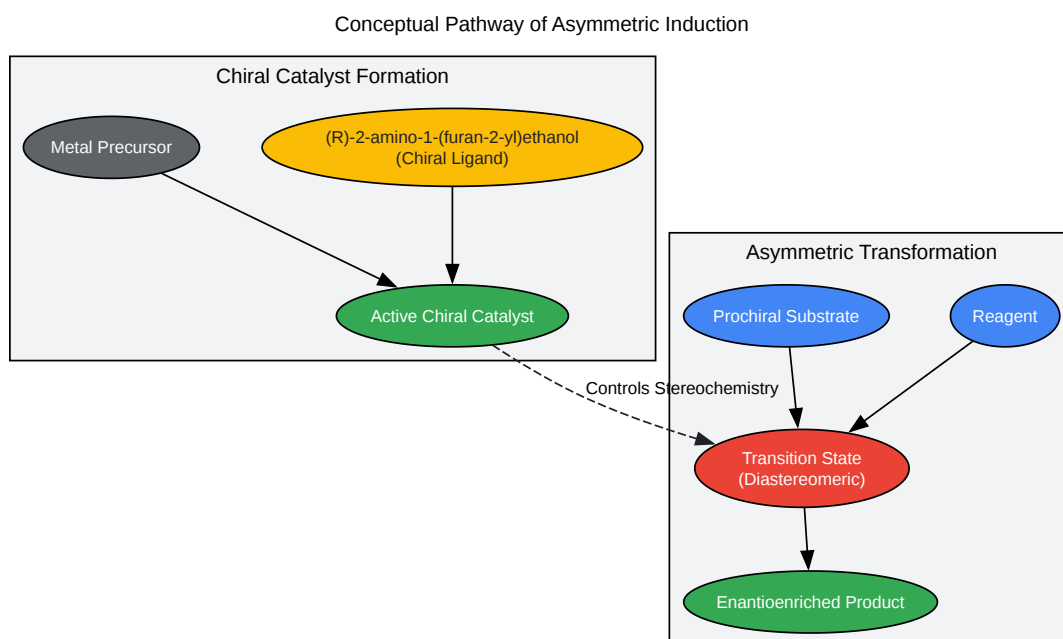 Conceptual Pathway of Asymmetric Induction
Chiral Catalyst Formation
Metal Precursor
(R)-2-amino-1-(furan-2-yl)ethanol
(Chiral Ligand)
Active Chiral Catalyst
Asymmetric Transformation
Prochiral Substrate
Reagent
Controls Stereochemistry
Transition State
(Diastereomeric)
Enantioenriched Product